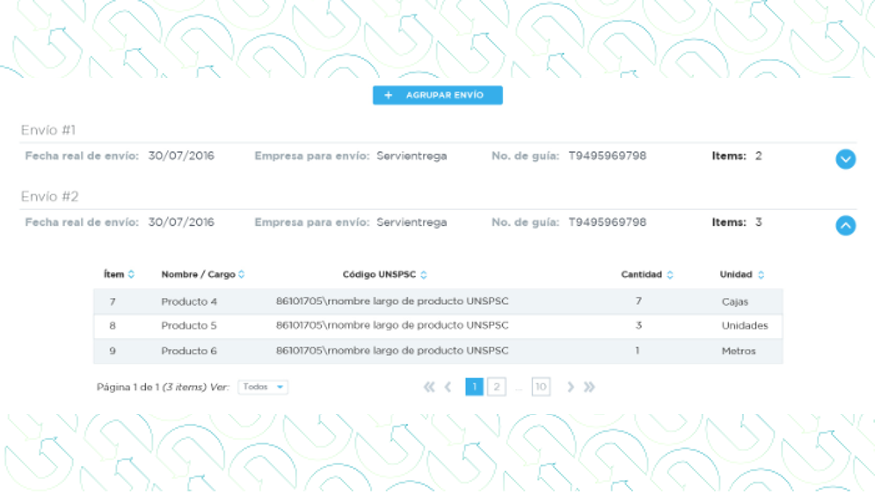 + AGRUPAR ENVÍO
Envío #1
Fecha real de envío: 30/07/2016 Empresa para envío: Servientrega No. de guía: T9495969798 Items: 2
Envío #2
Fecha real de envío: 30/07/2016 Empresa para envío: Servientrega No. de guía: T9495969798 Items: 3
Ítem Nombre / Cargo Código UNSPSC Cantidad Unidad
7 Producto 4 86101705\rnombre largo de producto UNSPSC 7 Cajas
8 Producto 5 86101705\rnombre largo de producto UNSPSC 3 Unidades
9 Producto 6 86101705\rnombre largo de producto UNSPSC 1 Metros
Página 1 de 1 (3 items) Ver: Todos « ‹ 1 2 ... 10 › »